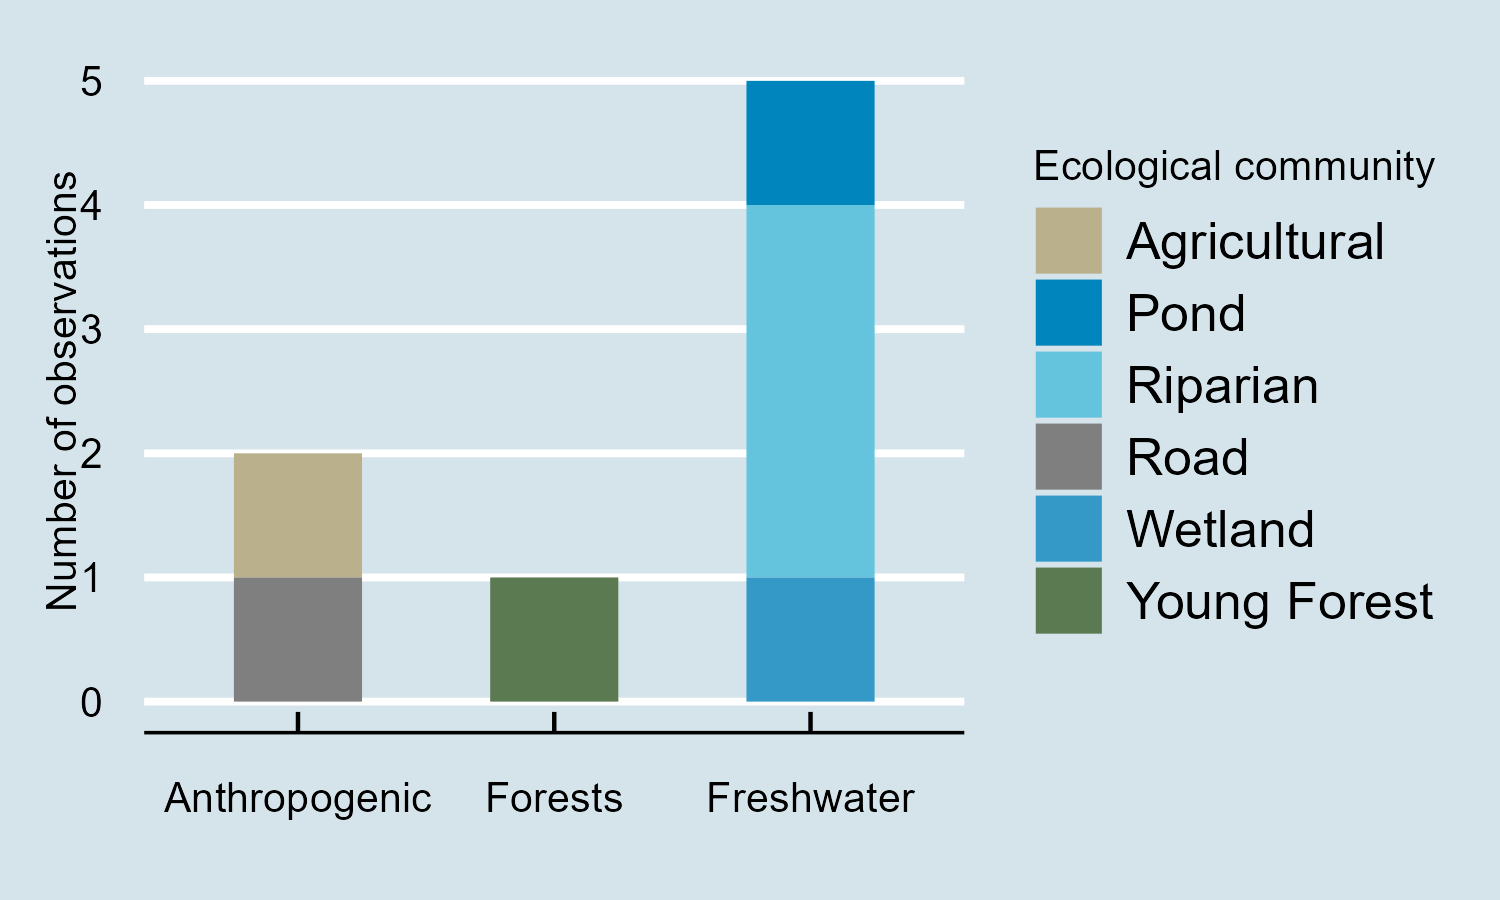 Number of observations
5
4
3
2
1
0
Anthropogenic
Forests
Freshwater
Ecological community
Agricultural
Pond
Riparian
Road
Wetland
Young Forest